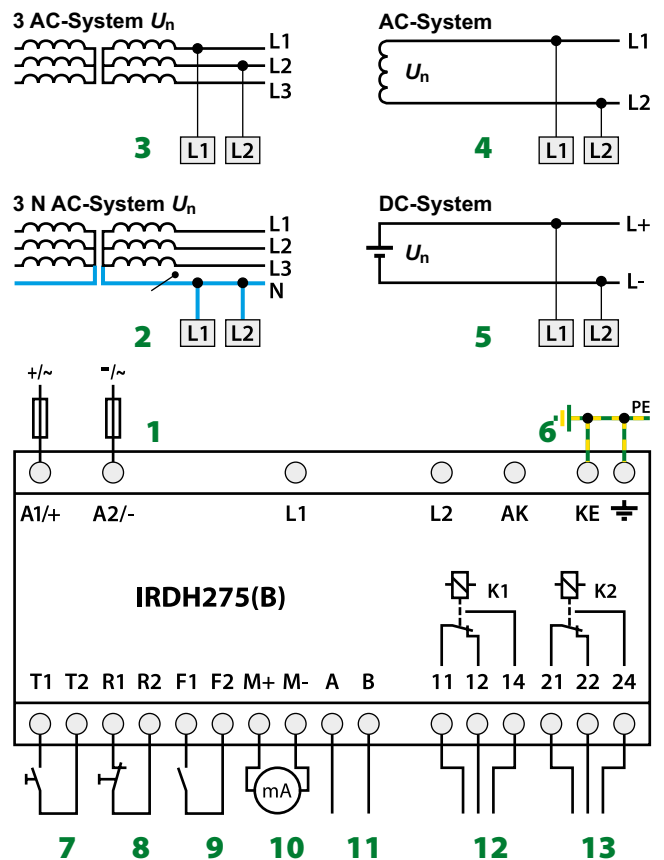 3 AC-System Un
L1
L2
L3
3
L1 L2
AC-System
Un
L1
L2
4
L1 L2
3 N AC-System Un
L1
L2
L3
N
2
L1 L2
DC-System
Un
L+
L-
5
L1 L2
+/~ -/~
1
6
PE
A1/+ A2/- L1 L2 AK KE
IRDH275(B)
K1 K2
T1 T2 R1 R2 F1 F2 M+ M- A B 11 12 14 21 22 24
mA
7 8 9 10 11 12 13